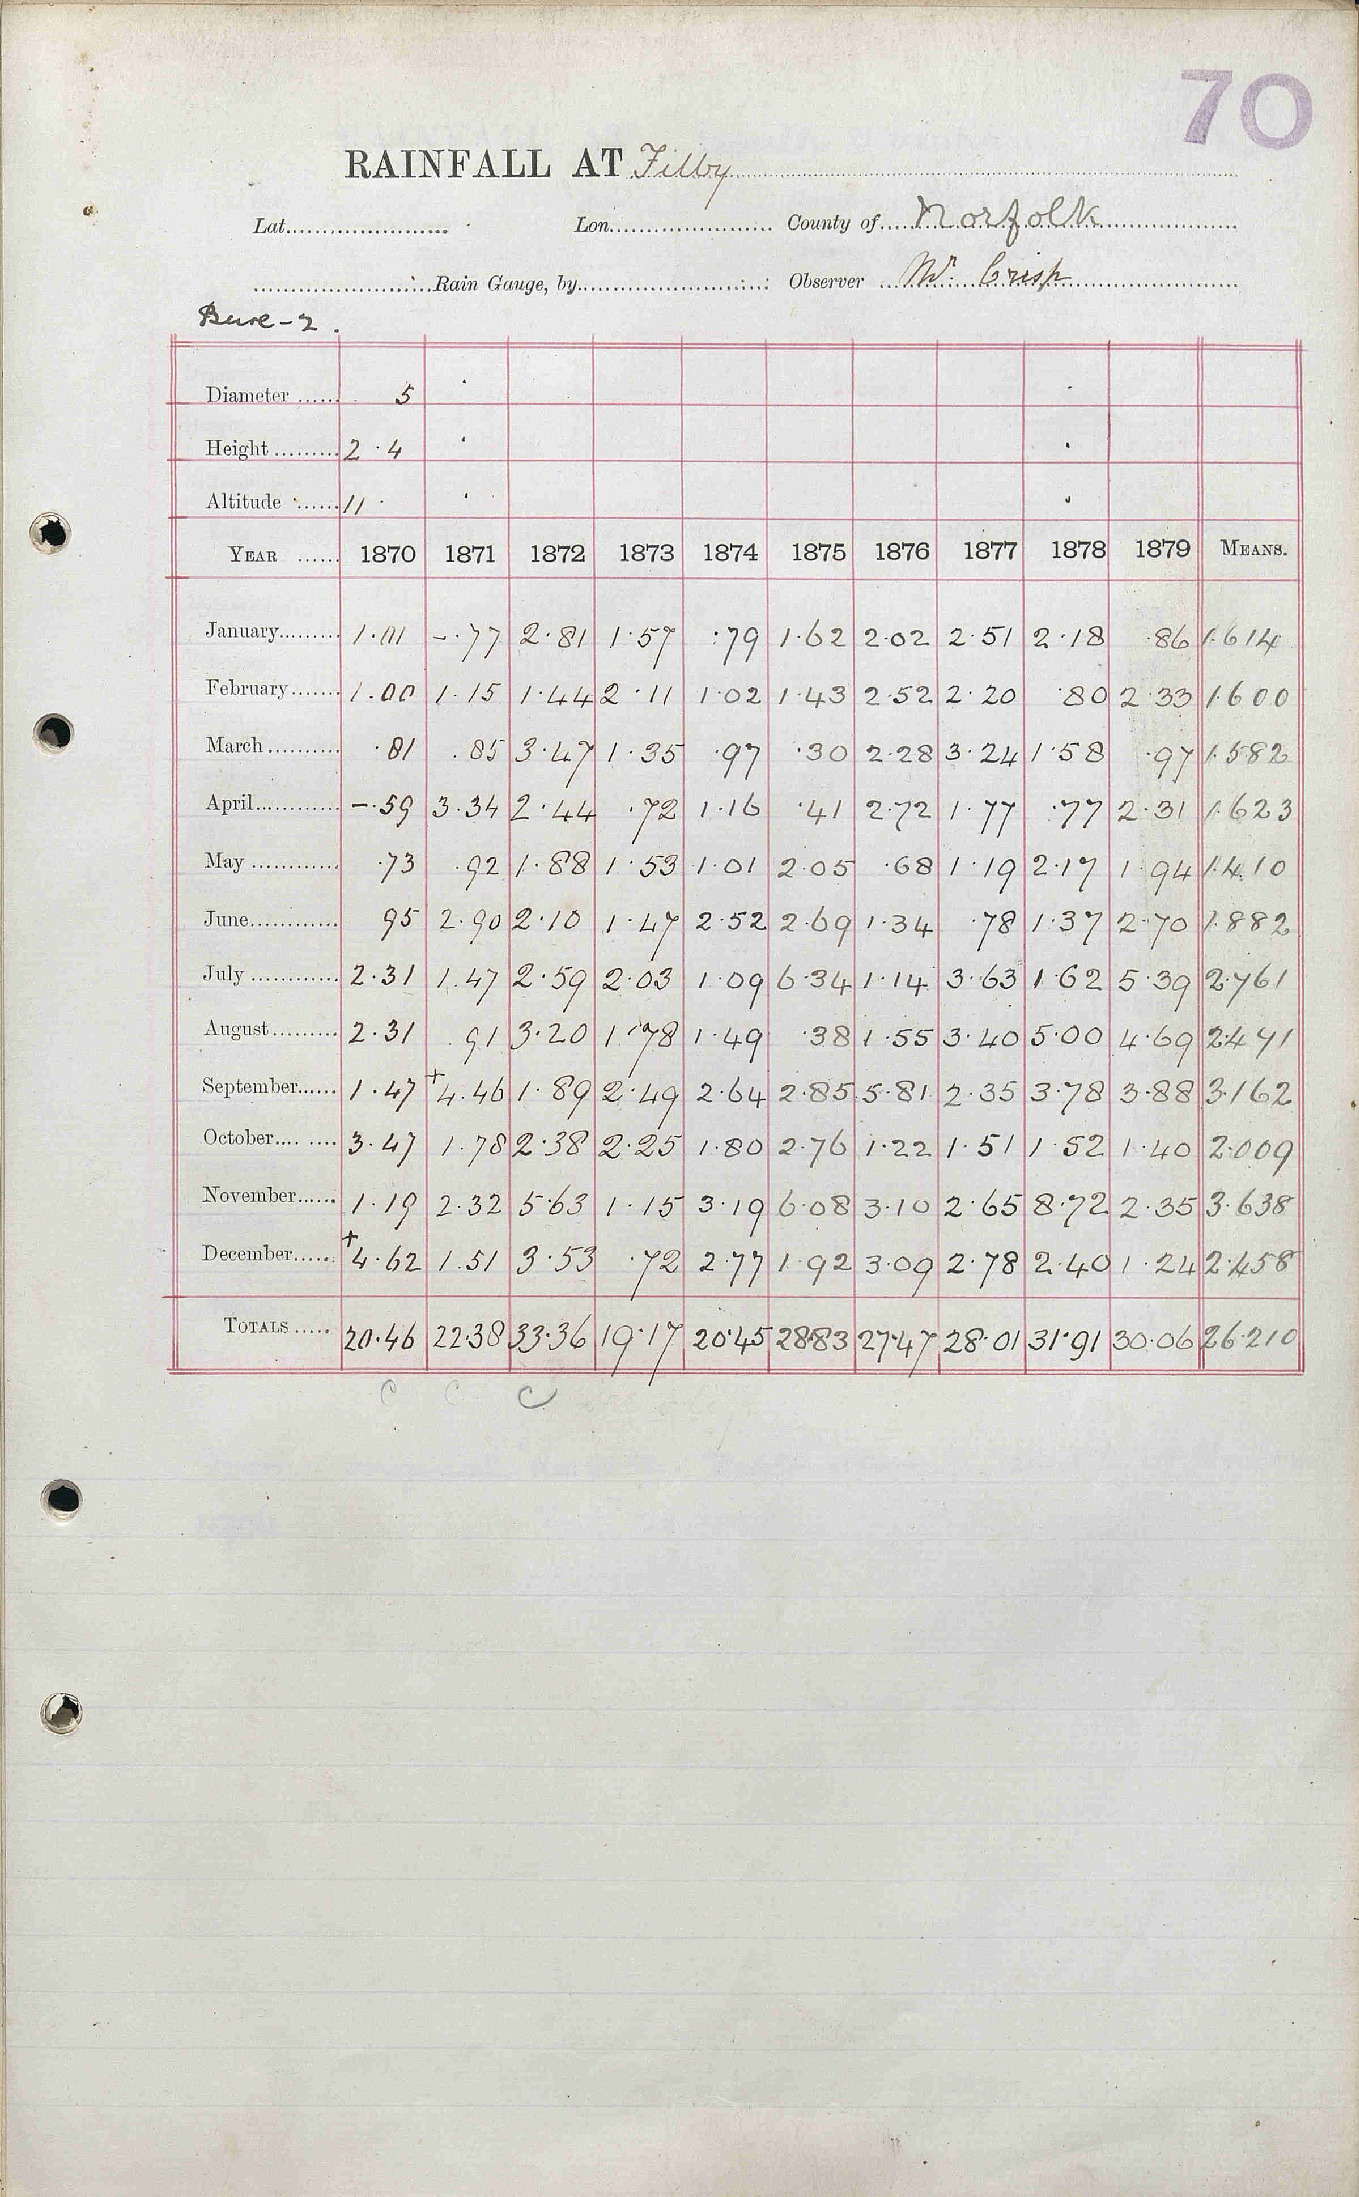 70
RAINFALL AT Filby
Lat. Lon. County of Norfolk
Rain Gauge, by Observer Mr. Crisp
Bure - 2.
Diameter ...... 5
Height ......... 2 · 4
Altitude ...... 11
YEAR ...... 1870 1871 1872 1873 1874 1875 1876 1877 1878 1879 MEANS.
January......... 1·01 -·77 2·81 1·57 ·79 1·62 2·02 2·51 2·18 ·86 1·614
February....... 1·00 1·15 1·44 2·11 1·02 1·43 2·52 2·20 ·80 2·33 1·600
March .......... ·81 ·85 3·47 1·35 ·97 ·30 2·28 3·24 1·58 ·97 1·582
April............ -·59 3·34 2·44 ·72 1·16 ·41 2·72 1·77 ·77 2·31 1·623
May ............ ·73 ·92 1·88 1·53 1·01 2·05 ·68 1·19 2·17 1·94 1·410
June............ 95 2·90 2·10 1·47 2·52 2·69 1·34 ·78 1·37 2·70 1·882
July ............ 2·31 1·47 2·59 2·03 1·09 6·34 1·14 3·63 1·62 5·39 2·761
August......... 2·31 ·91 3·20 1·78 1·49 ·38 1·55 3·40 5·00 4·69 2·471
September...... 1·47 +4·46 1·89 2·49 2·64 2·85 5·81 2·35 3·78 3·88 3·162
October.... .... 3·47 1·78 2·38 2·25 1·80 2·76 1·22 1·51 1·52 1·40 2·009
November...... 1·19 2·32 5·63 1·15 3·19 6·08 3·10 2·65 8·72 2·35 3·638
December...... +4·62 1·51 3·53 ·72 2·77 1·92 3·09 2·78 2·40 1·24 2·458
TOTALS ..... 20·46 22·38 33·36 19·17 20·45 28·83 27·47 28·01 31·91 30·06 26·210
C C C